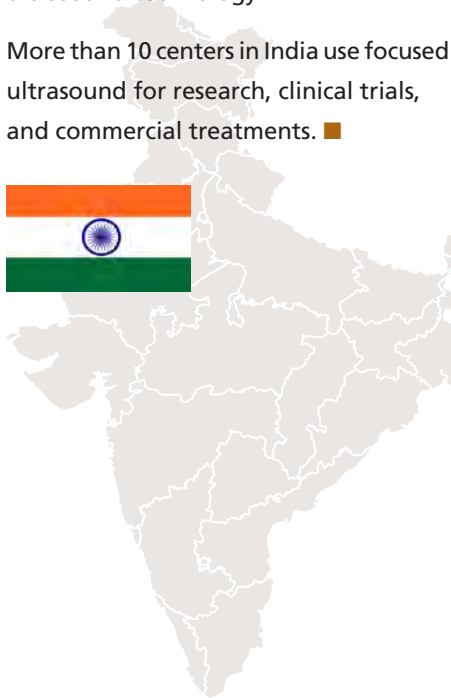 More than 10 centers in India use focused
ultrasound for research, clinical trials,
and commercial treatments. ■